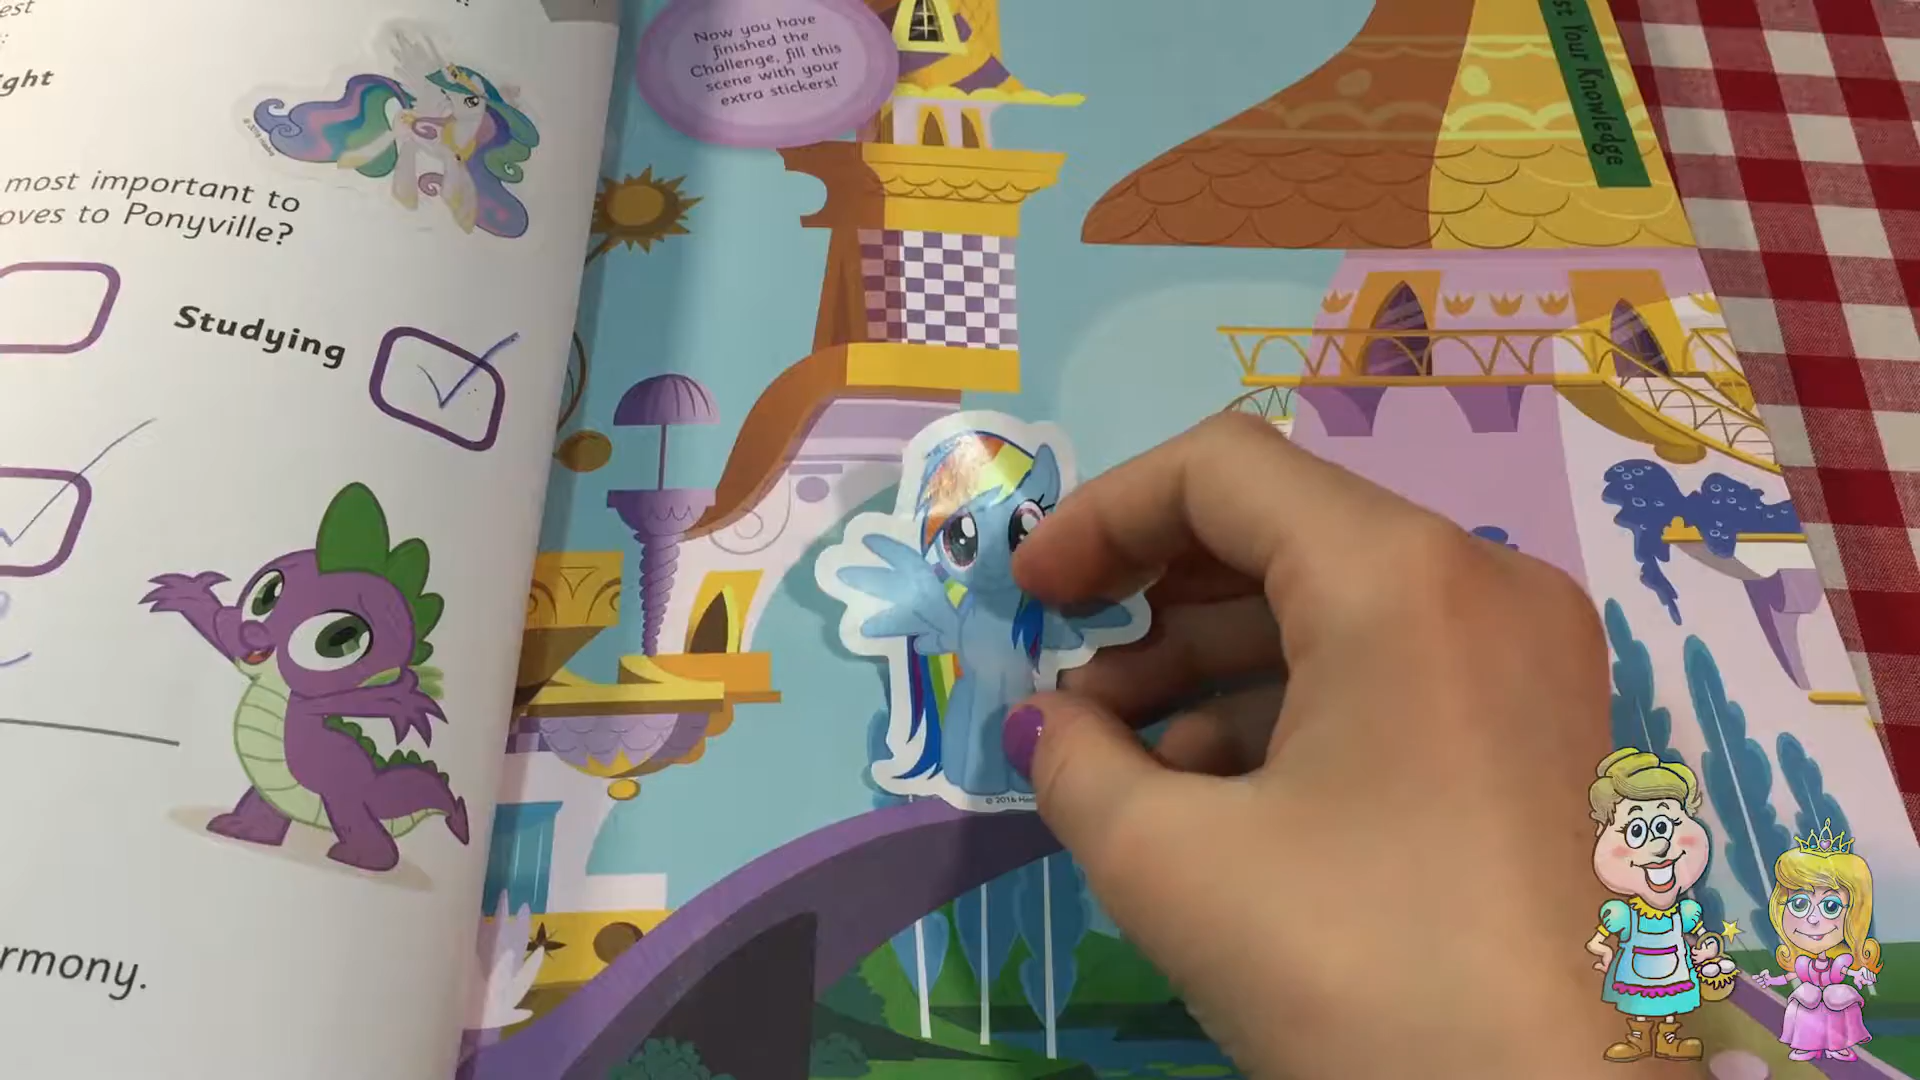 est
ight
most important to
oves to Ponyville?
Studying
rmony.
Now you have
finished the
Challenge, fill this
scene with your
extra stickers!
st Your Knowledge
© 2016 Has